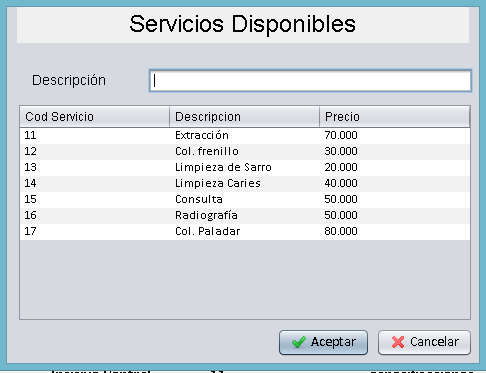 Servicios Disponibles
Descripción
Cod Servicio Descripcion Precio
11 Extracción 70.000
12 Col. frenillo 30.000
13 Limpieza de Sarro 20.000
14 Limpieza Caries 40.000
15 Consulta 50.000
16 Radiografía 50.000
17 Col. Paladar 80.000
Aceptar Cancelar